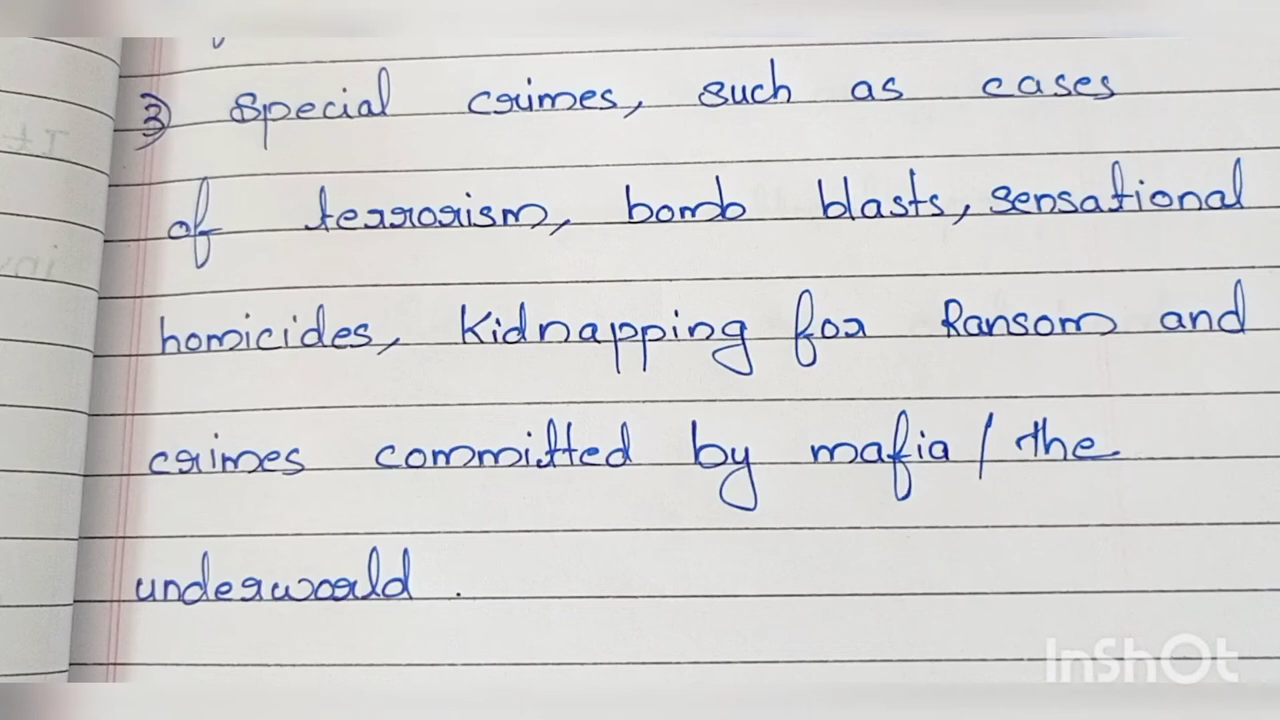 3) Special crimes, such as cases
of terrorism, bomb blasts, sensational
homicides, Kidnapping for Ransom and
crimes committed by mafia / the
underworld .
InShOt